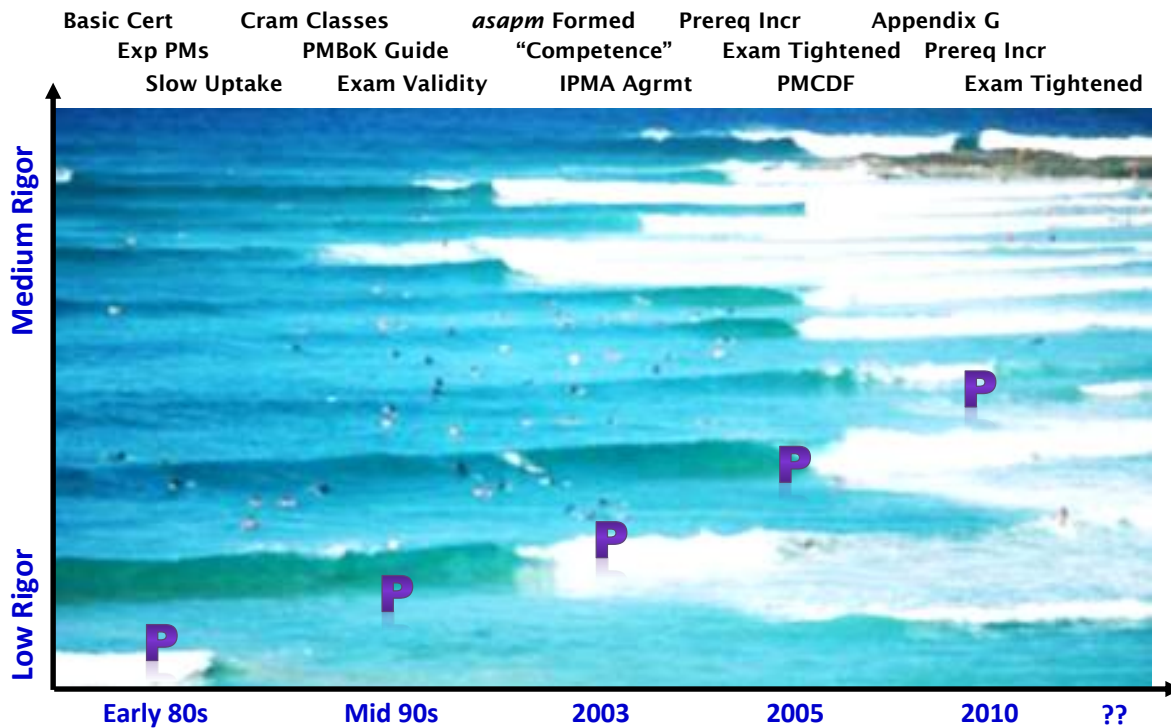 Basic Cert Cram Classes asapm Formed Prereq Incr Appendix G
Exp PMs PMBoK Guide “Competence” Exam Tightened Prereq Incr
Slow Uptake Exam Validity IPMA Agrmt PMCDF Exam Tightened
Medium Rigor
P
P
P
P
Low Rigor
P
Early 80s Mid 90s 2003 2005 2010 ??